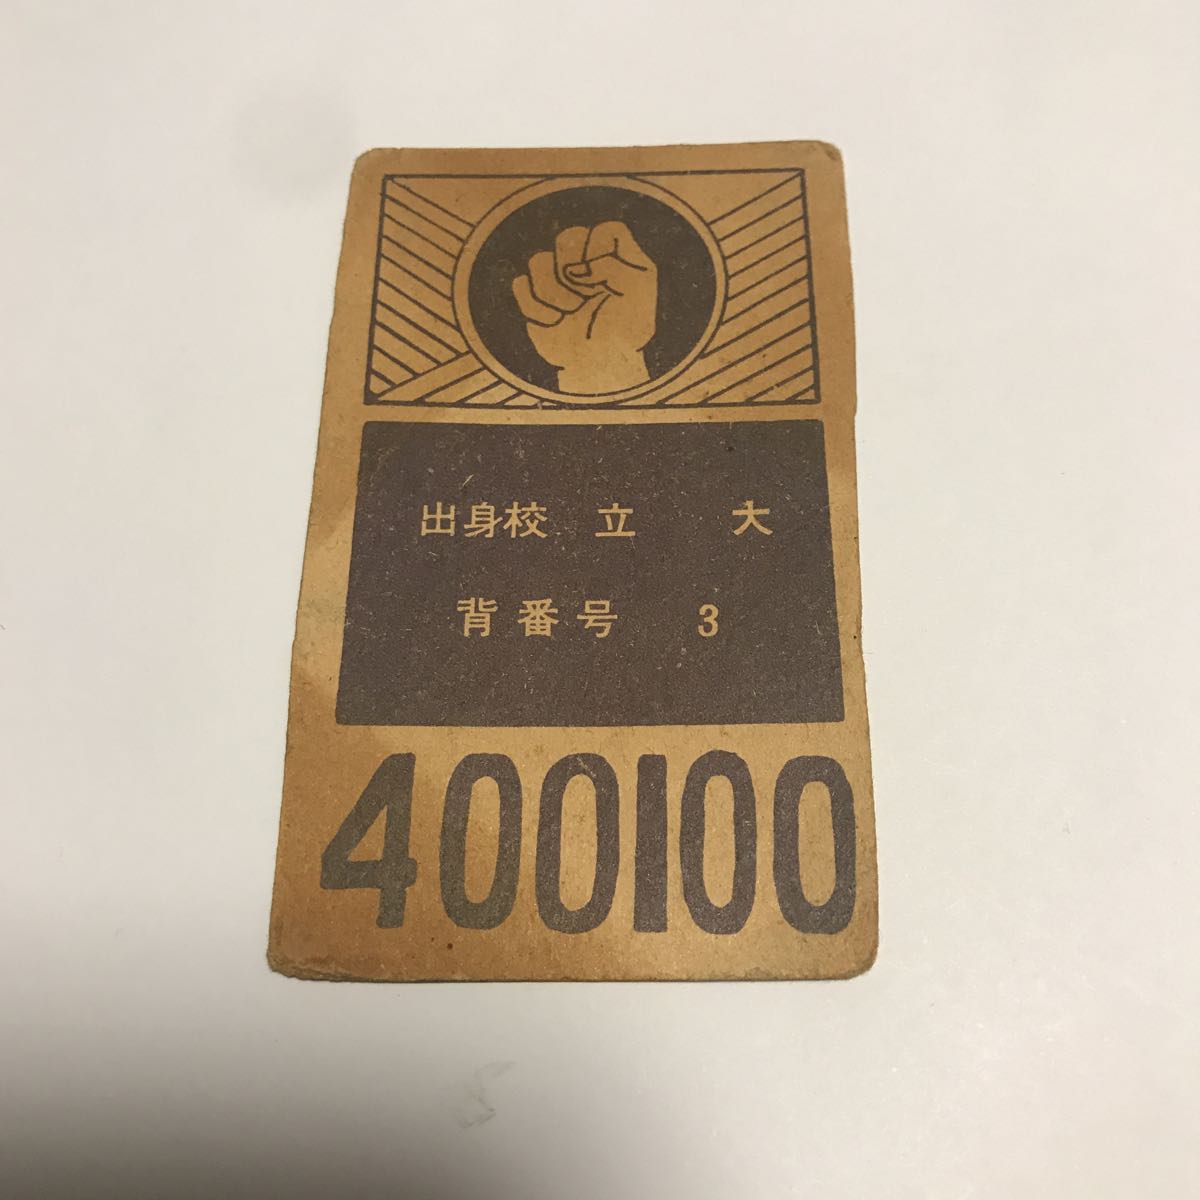 出身校 立 大
背番号 3
400100